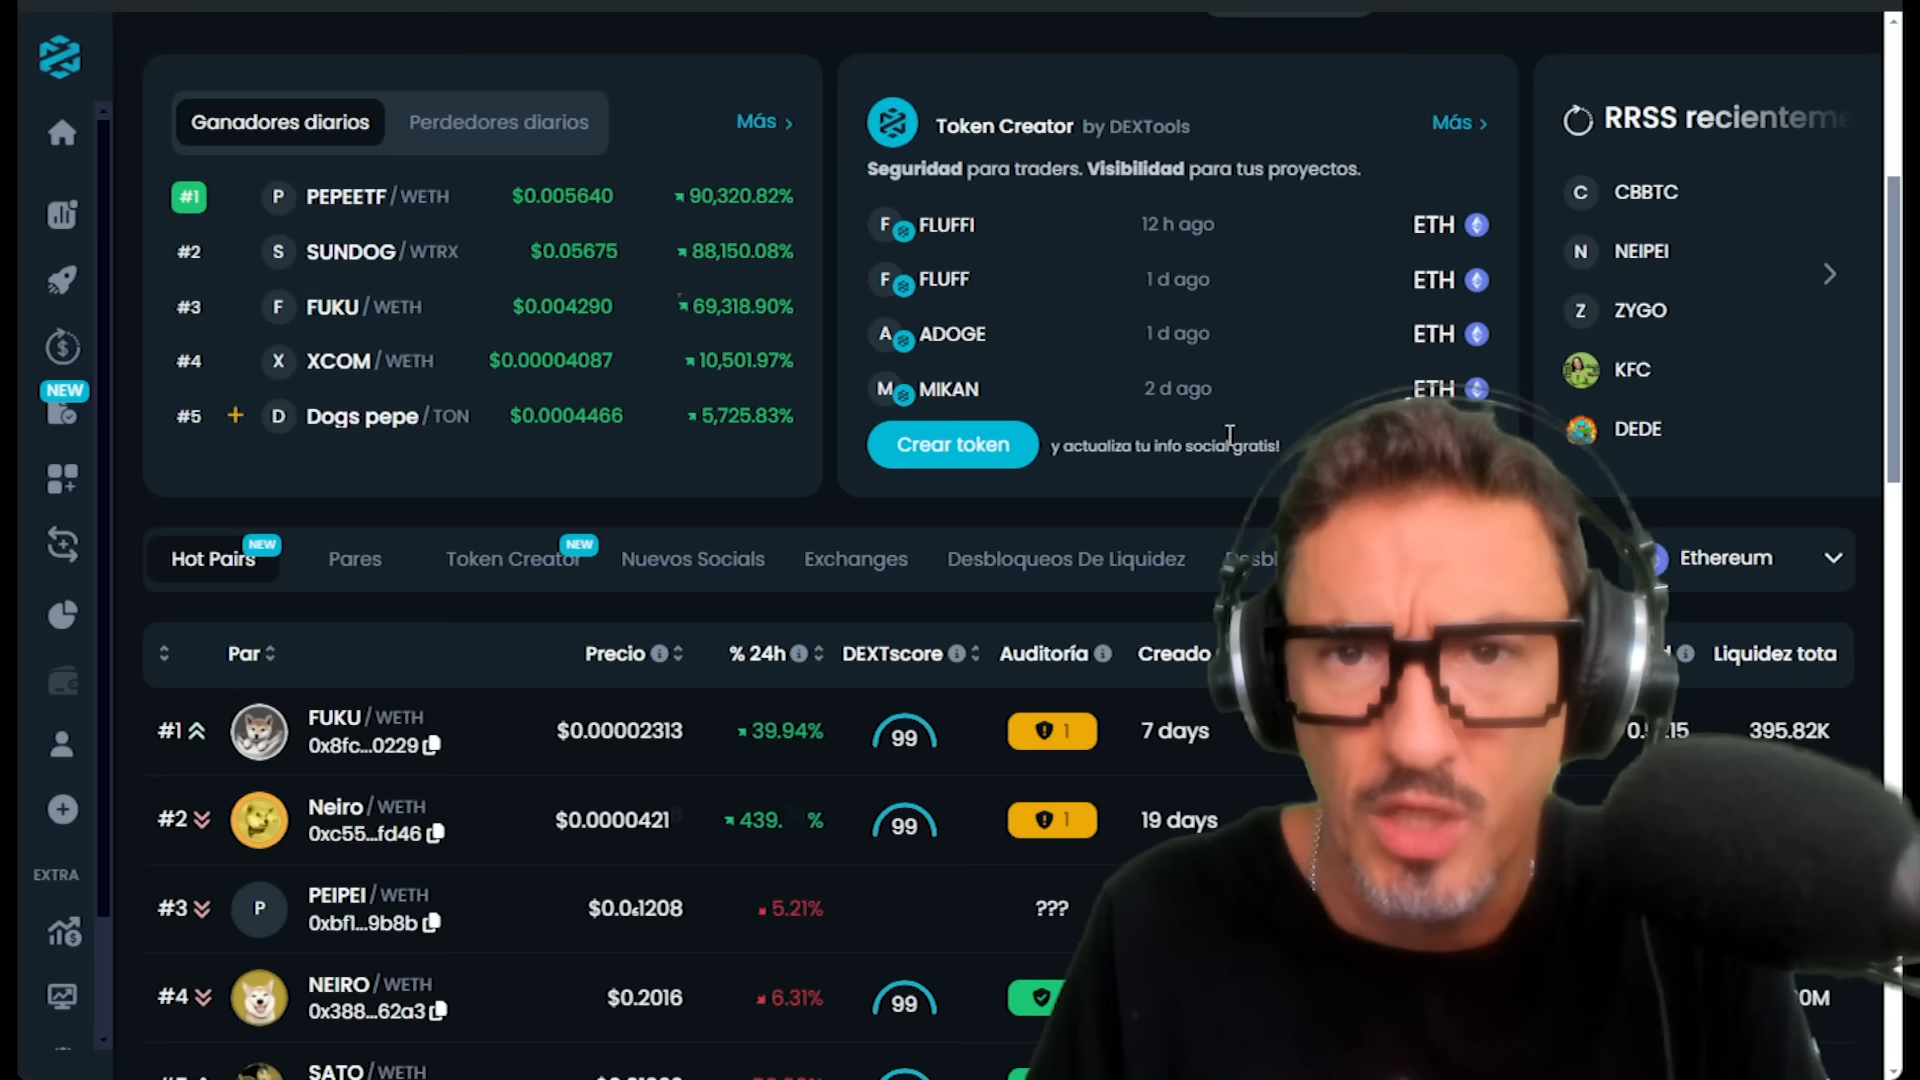 Ganadores diarios
Perdedores diarios
Más
#1 P PEPEETF / WETH $0.005640 90,320.82%
#2 S SUNDOG / WTRX $0.05675 88,150.08%
#3 F FUKU / WETH $0.004290 69,318.90%
#4 X XCOM / WETH $0.00004087 10,501.97%
#5 D Dogs pepe / TON $0.0004466 5,725.83%
Token Creator by DEXTools
Más
Seguridad para traders. Visibilidad para tus proyectos.
F FLUFFI 12 h ago ETH
F FLUFF 1 d ago ETH
A ADOGE 1 d ago ETH
M MIKAN 2 d ago ETH
Crear token y actualiza tu info social gratis!
RRSS
C CBBTC
N NEIPEI
Z ZYGO
KFC
DEDE
NEW
EXTRA
Hot Pairs NEW
Pares
Token Creator NEW
Nuevos Socials
Exchanges
Desbloqueos De Liquidez
Ethereum
Par Precio % 24h DEXTscore Auditoría Creado Liquidez tota
#1 FUKU / WETH $0.00002313 39.94% 99 1 7 days 395.82K
0x8fc...0229
#2 Neiro / WETH $0.0000421 439. % 99 1 19 days
0xc55...fd46
#3 P PEIPEI / WETH 5.21% ???
0xbf1...9b8b
#4 NEIRO / WETH $0.2016 6.31% 99
0x388...62a3
SATO / WETH